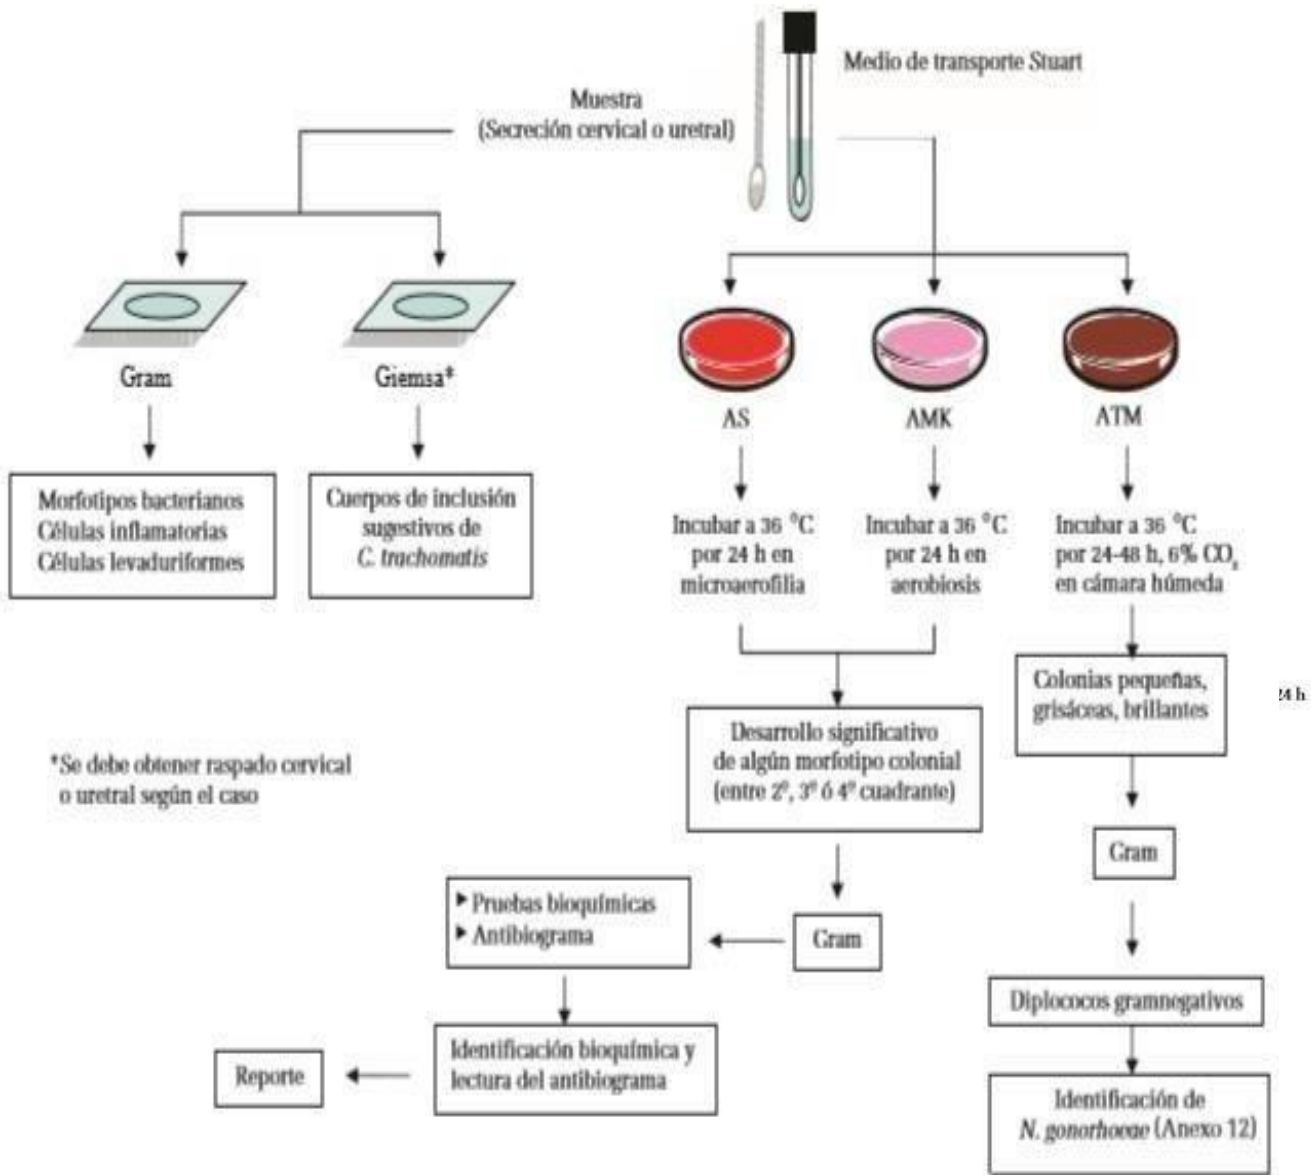 Medio de transporte Stuart
Muestra
(Secreción cervical o uretral)
Gram
Giemsa*
AS
AMK
ATM
Morfotipos bacterianos
Células inflamatorias
Células levaduriformes
Cuerpos de inclusión
sugestivos de
C. trachomatis
Incubar a 36 °C
por 24 h en
microaerofilia
Incubar a 36 °C
por 24 h en
aerobiosis
Incubar a 36 °C
por 24-48 h, 6% CO₂
en cámara húmeda
Colonias pequeñas,
grisáceas, brillantes
24 h
*Se debe obtener raspado cervical
o uretral según el caso
Desarrollo significativo
de algún morfotipo colonial
(entre 2º, 3º ó 4º cuadrante)
Gram
Gram
▶ Pruebas bioquímicas
▶ Antibiograma
Diplococos gramnegativos
Identificación bioquímica y
lectura del antibiograma
Reporte
Identificación de
N. gonorhoeae (Anexo 12)